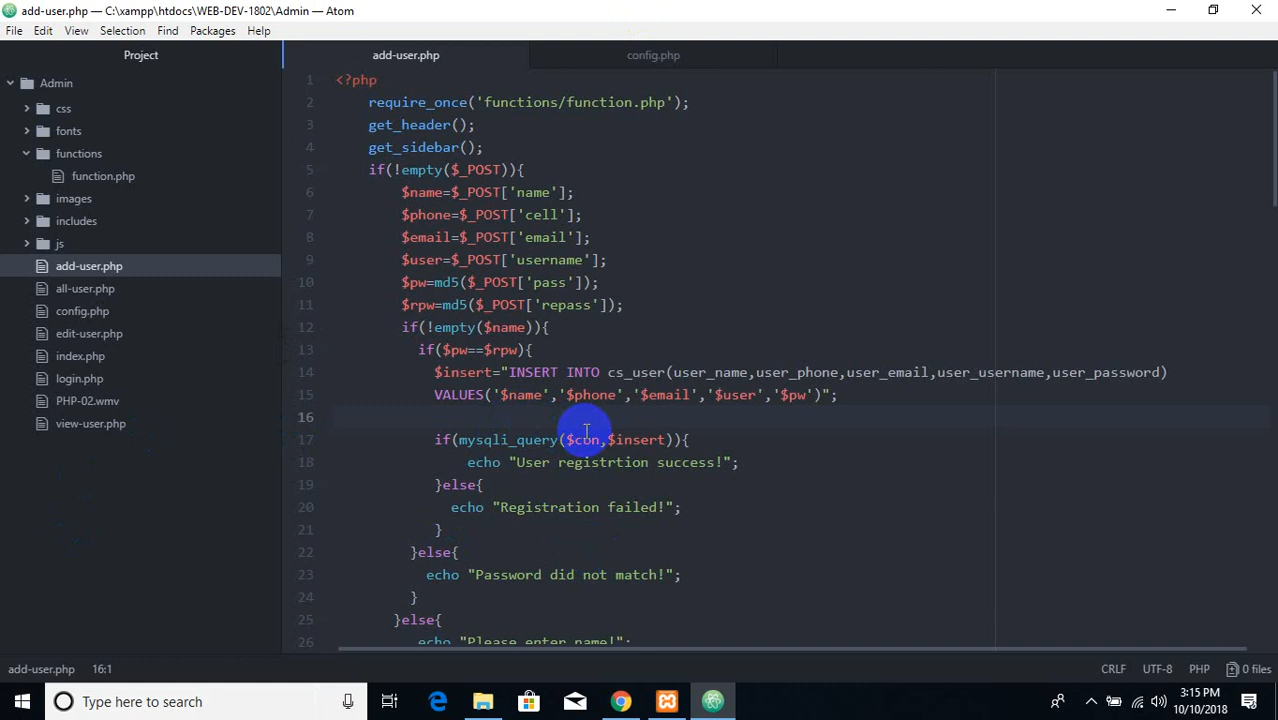 add-user.php — C:\xampp\htdocs\WEB-DEV-1802\Admin — Atom
File Edit View Selection Find Packages Help
Project
add-user.php
config.php
Admin
css
fonts
functions
function.php
images
includes
js
add-user.php
all-user.php
config.php
edit-user.php
index.php
login.php
PHP-02.wmv
view-user.php
1 <?php
2 require_once('functions/function.php');
3 get_header();
4 get_sidebar();
5 if(!empty($_POST)){
6 $name=$_POST['name'];
7 $phone=$_POST['cell'];
8 $email=$_POST['email'];
9 $user=$_POST['username'];
10 $pw=md5($_POST['pass']);
11 $rpw=md5($_POST['repass']);
12 if(!empty($name)){
13 if($pw==$rpw){
14 $insert="INSERT INTO cs_user(user_name,user_phone,user_email,user_username,user_password)
15 VALUES('$name','$phone','$email','$user','$pw')";
16
17 if(mysqli_query($con,$insert)){
18 echo "User registrtion success!";
19 }else{
20 echo "Registration failed!";
21 }
22 }else{
23 echo "Password did not match!";
24 }
25 }else{
26 echo "Please enter name!";
add-user.php 16:1
CRLF UTF-8 PHP 0 files
Type here to search
3:15 PM
10/10/2018